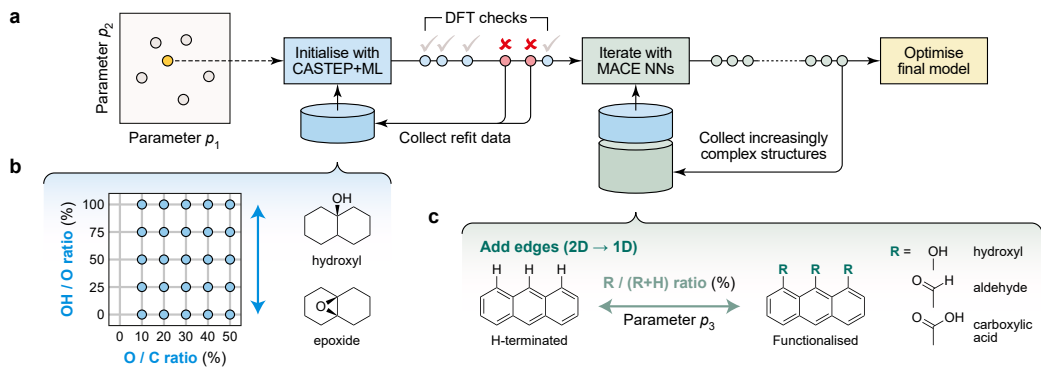 a
Parameter p2
Parameter p1
Initialise with
CASTEP+ML
DFT checks
Collect refit data
Iterate with
MACE NNs
Collect increasingly
complex structures
Optimise
final model
b
OH / O ratio (%)
100
75
50
25
0
0 10 20 30 40 50
O / C ratio (%)
OH
hydroxyl
O
epoxide
c
Add edges (2D → 1D)
H H H
H-terminated
R / (R+H) ratio (%)
Parameter p3
R R R
Functionalised
R = OH hydroxyl
O H
aldehyde
O OH
carboxylic
acid